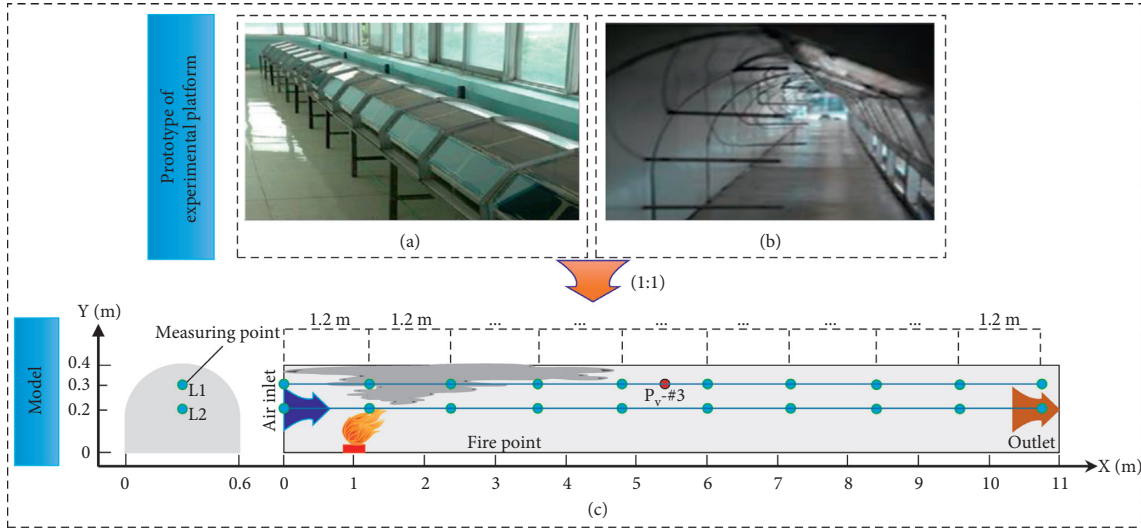 Prototype of
experimental platform
(a)
(b)
(1:1)
Model
Y (m)
Measuring point
1.2 m
1.2 m
...
...
...
...
...
...
1.2 m
0.4
0.3
0.2
0
L1
L2
Air inlet
Pv-#3
Fire point
Outlet
X (m)
0
0.6
0
1
2
3
4
5
6
7
8
9
10
11
(c)